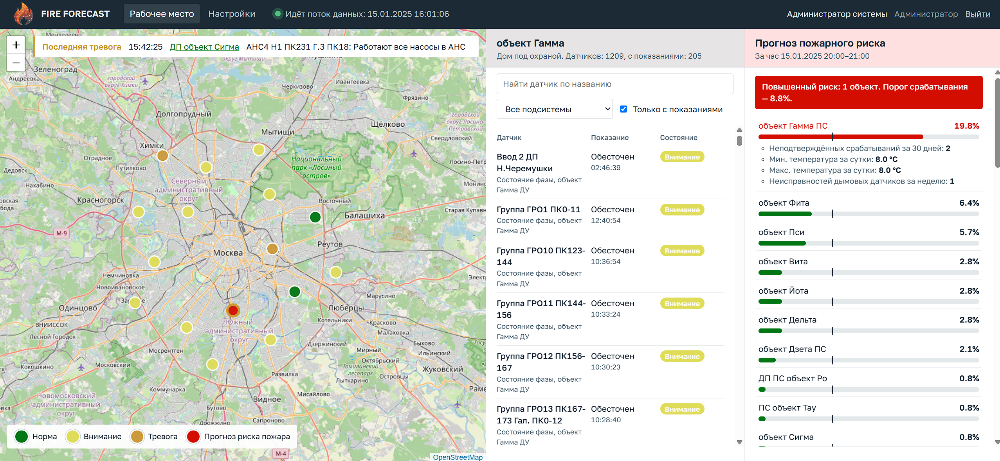 FIRE FORECAST
Рабочее место
Настройки
Идёт поток данных: 15.01.2025 16:01:06
Администратор системы
Администратор
Выйти
+
−
Последняя тревога 15:42:25 ДП объект Сигма АНС4 Н1 ПК231 Г.3 ПК18: Работают все насосы в АНС
округ Мытищи
Зеленоград
Андреевка
городской
округ Химки
Черкизово
Ивантеевка
Фрязино
Долгопрудный
городской
округ Лосино-
Петровский
Щёлково
Мытищи
Свердловский
Химки
Отрадное
Национальный
парк «Лосиный
остров»
Путилково
Дедовск
Нахабино
Северный
административный
округ
Красногорск
Восточный
Балашиха
М-9
Реутов
Москва
Немчиновка
Новоивановское
Марусино
Одинцово
Люберцы
Котельники
Красково
Малаховка
ВНИИССОК
Лесной Городок
Южный
административный
округ
Мосрентген
Дзержинский
Быково
Мирный
Ильинский
Октябрьский
Томилинский
лесопарк
Островцы
Жуковский
Кокошкино
Московский
Развилка
Лыткарино
Коммунарка
Мисайлово
Видное
Новомосковский
административный
округ
Бутово
Сапроново
Дрожжино
М-4
Норма
Внимание
Тревога
Прогноз риска пожара
OpenStreetMap
объект Гамма
Дом под охраной. Датчиков: 1209, с показаниями: 205
Найти датчик по названию
Все подсистемы
Только с показаниями
Датчик Показание Состояние
Ввод 2 ДП
Н.Черемушки
Состояние фазы, объект
Гамма ДУ
Обесточен
02:46:39
Внимание
Группа ГРО1 ПК0-11
Состояние фазы, объект
Гамма ДУ
Обесточен
12:40:54
Внимание
Группа ГРО10 ПК123-
144
Состояние фазы, объект
Гамма ДУ
Обесточен
10:36:54
Внимание
Группа ГРО11 ПК144-
156
Состояние фазы, объект
Гамма ДУ
Обесточен
10:33:24
Внимание
Группа ГРО12 ПК156-
167
Состояние фазы, объект
Гамма ДУ
Обесточен
10:30:23
Внимание
Группа ГРО13 ПК167-
173 Гал. ПК0-12
Состояние фазы, объект
Гамма ДУ
Обесточен
10:28:40
Внимание
Прогноз пожарного риска
За час 15.01.2025 20:00–21:00
Повышенный риск: 1 объект. Порог срабатывания
— 8.8%.
объект Гамма ПС 19.8%
Неподтверждённых срабатываний за 30 дней: 2
Мин. температура за сутки: 8.0 °C
Макс. температура за сутки: 8.0 °C
Неисправностей дымовых датчиков за неделю: 1
объект Фита 6.4%
объект Пси 5.7%
объект Вита 2.8%
объект Йота 2.8%
объект Дельта 2.8%
объект Дзета ПС 2.1%
ДП ПС объект Ро 0.8%
ПС объект Тау 0.8%
объект Сигма 0.8%